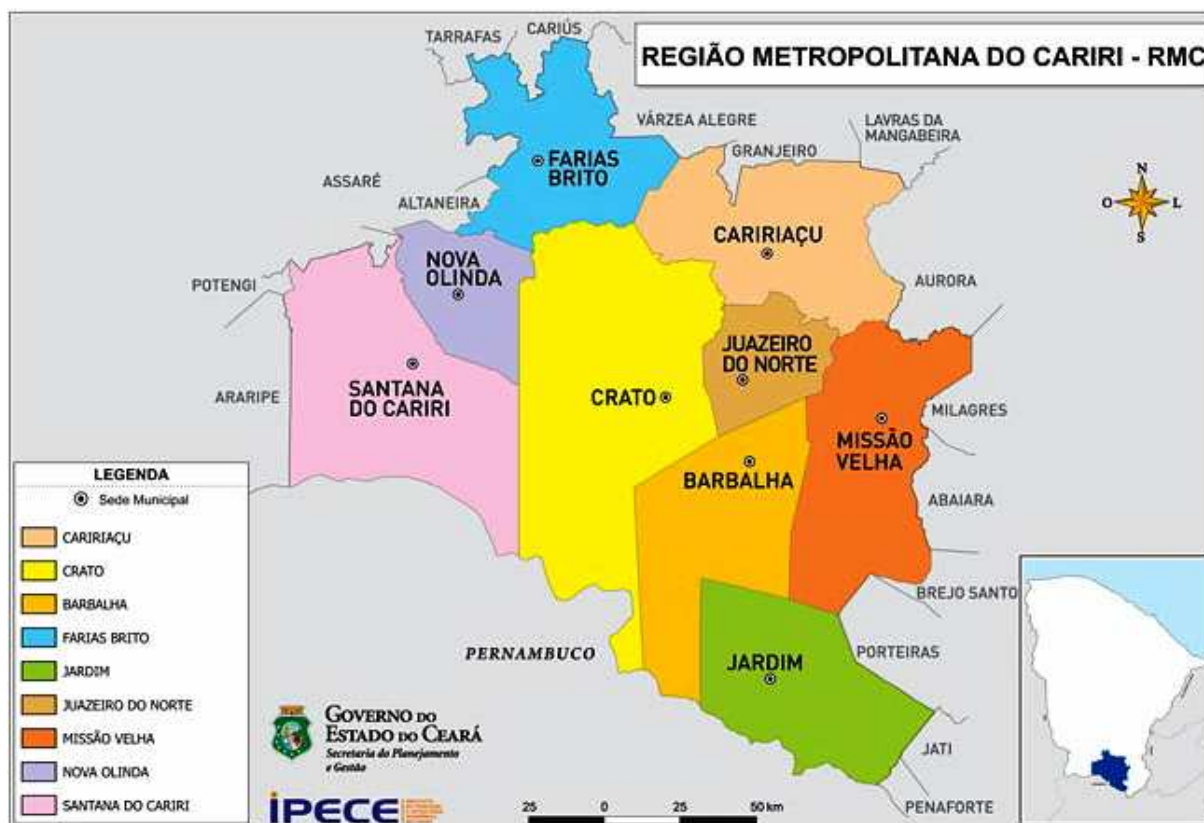 REGIÃO METROPOLITANA DO CARIRI - RMC
TARRAFAS
CARIÚS
VÁRZEA ALEGRE
LAVRAS DA
MANGABEIRA
GRANJEIRO
FARIAS
BRITO
ASSARÉ
ALTANEIRA
N
O
L
S
CARIRIAÇU
NOVA
OLINDA
POTENGI
AURORA
JUAZEIRO
DO NORTE
SANTANA
DO CARIRI
ARARIPE
CRATO
MILAGRES
MISSÃO
VELHA
BARBALHA
ABAIARA
BREJO SANTO
PERNAMBUCO
JARDIM
PORTEIRAS
JATI
PENAFORTE
LEGENDA
Sede Municipal
CARIRIAÇU
CRATO
BARBALHA
FARIAS BRITO
JARDIM
JUAZEIRO DO NORTE
MISSÃO VELHA
NOVA OLINDA
SANTANA DO CARIRI
GOVERNO DO
ESTADO DO CEARÁ
Secretaria do Planejamento
e Gestão
IPECE
25 0 25 50 km